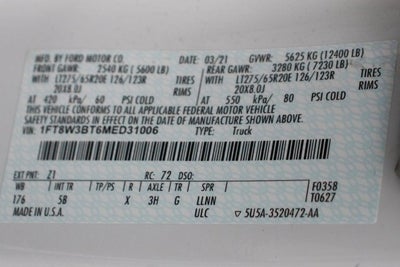 MFD. BY FORD MOTOR CO. 03/21 GVWR: 5625 KG (12400 LB)
FRONT GAWR: 2540 KG (5600 LB) REAR GAWR: 3280 KG (7230 LB)
WITH LT275/65R20E 126/123R TIRES WITH LT275/65R20E 126/123R TIRES
20X8.0J RIMS 20X8.0J RIMS
AT 420 kPa/ 60 PSI COLD AT 550 kPa/ 80 PSI COLD
THIS VEHICLE CONFORMS TO ALL APPLICABLE FEDERAL MOTOR VEHICLE
SAFETY STANDARDS IN EFFECT ON THE DATE OF MANUFACTURE SHOWN ABOVE.
VIN: 1FT8W3BT6MED31006 TYPE: Truck
EXT PNT: Z1 RC: 72 DSO:
WB INT TR TP/PS R AXLE TR SPR F0358
176 5B X 3H G LLNN T0627
MADE IN U.S.A. ULC 5U5A-3520472-AA